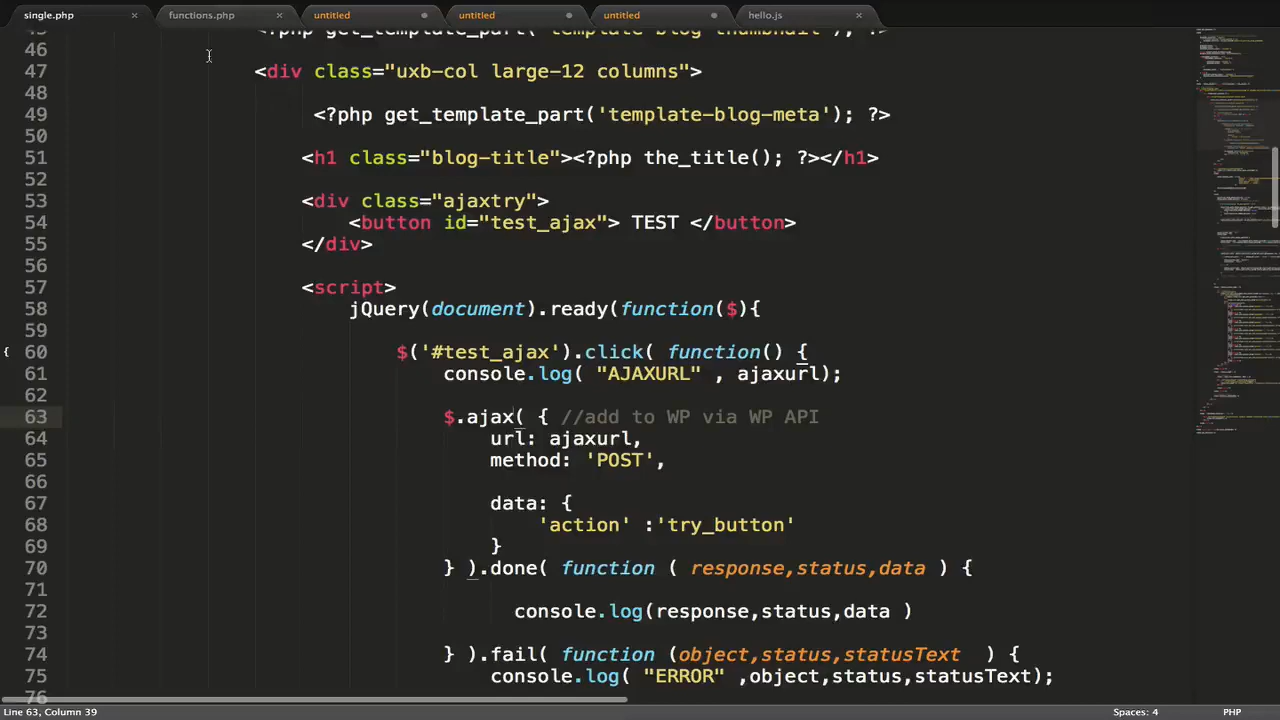 single.php × functions.php × untitled untitled untitled hello.js ×
<?php get_template_part('template-blog-thumbnail'); ?>
46
47 <div class="uxb-col large-12 columns">
48
49 <?php get_template_part('template-blog-meta'); ?>
50
51 <h1 class="blog-title"><?php the_title(); ?></h1>
52
53 <div class="ajaxtry">
54 <button id="test_ajax"> TEST </button>
55 </div>
56
57 <script>
58 jQuery(document).ready(function($){
59
{ 60 $('#test_ajax').click( function() {
61 console.log( "AJAXURL" , ajaxurl);
62
63 $.ajax( { //add to WP via WP API
64 url: ajaxurl,
65 method: 'POST',
66
67 data: {
68 'action' :'try_button'
69 }
70 } ).done( function ( response,status,data ) {
71
72 console.log(response,status,data )
73
74 } ).fail( function (object,status,statusText ) {
75 console.log( "ERROR" ,object,status,statusText);
76
Line 63, Column 39 Spaces: 4 PHP